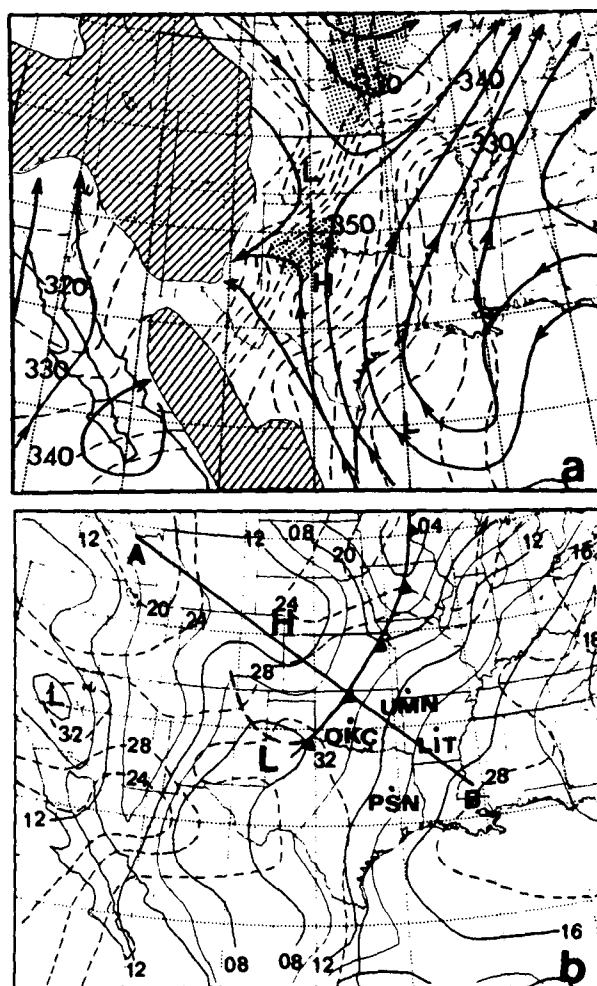 330 340
330
L
350
H
320
330
340
L
a
12 12 08 04 12 16
A 20
20 24 24 18
H
L 28
32 UMN
OKC
28 L 32 LIT
24 28
12 PSN B
16
12 08 08 12
b